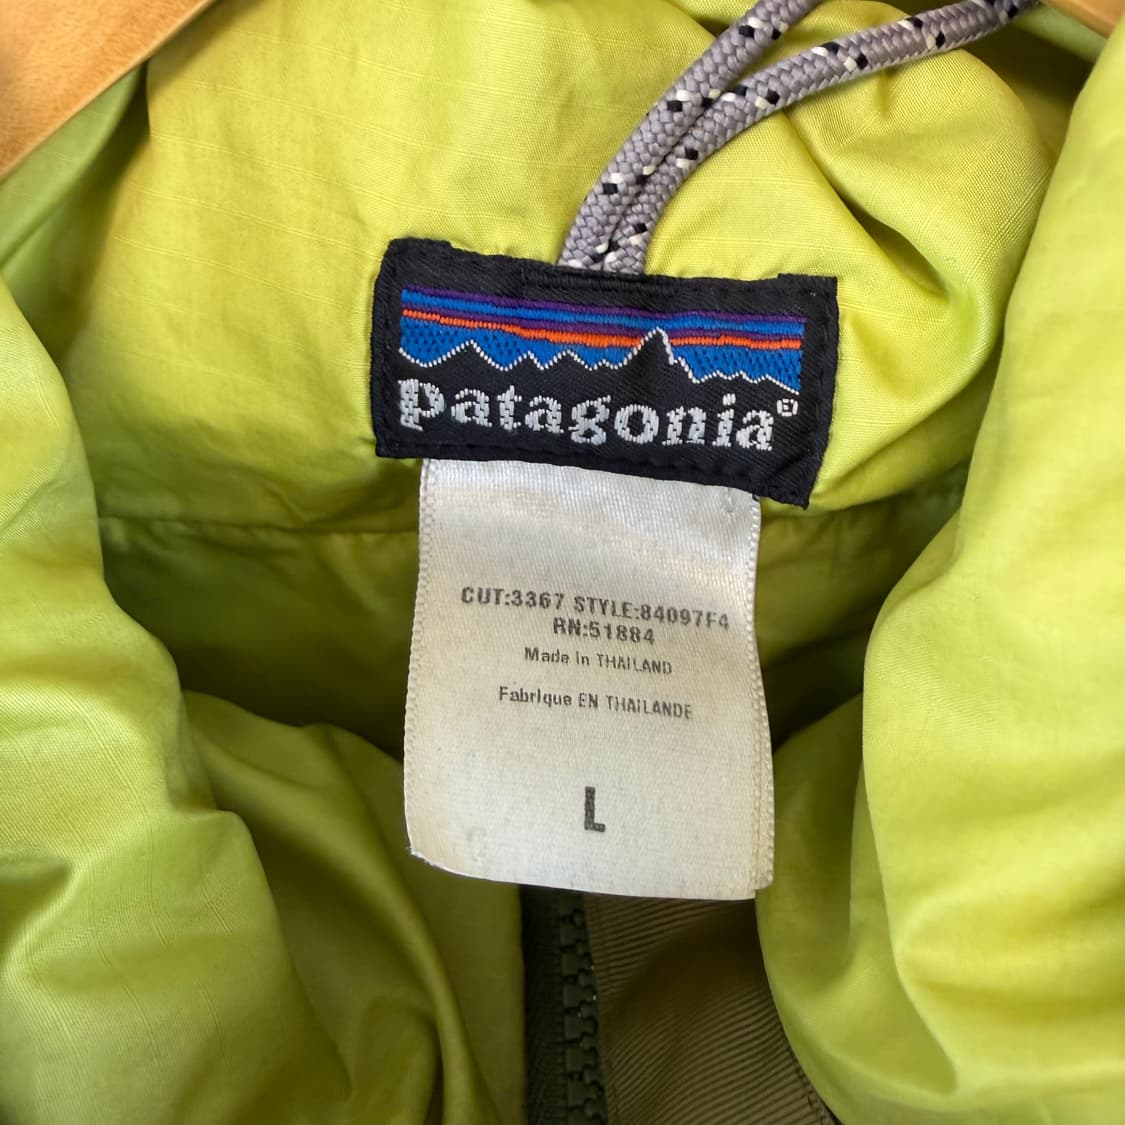 patagonia®
CUT:3367 STYLE:84097F4
RN:51884
Made in THAILAND
Fabrique EN THAILANDE
L